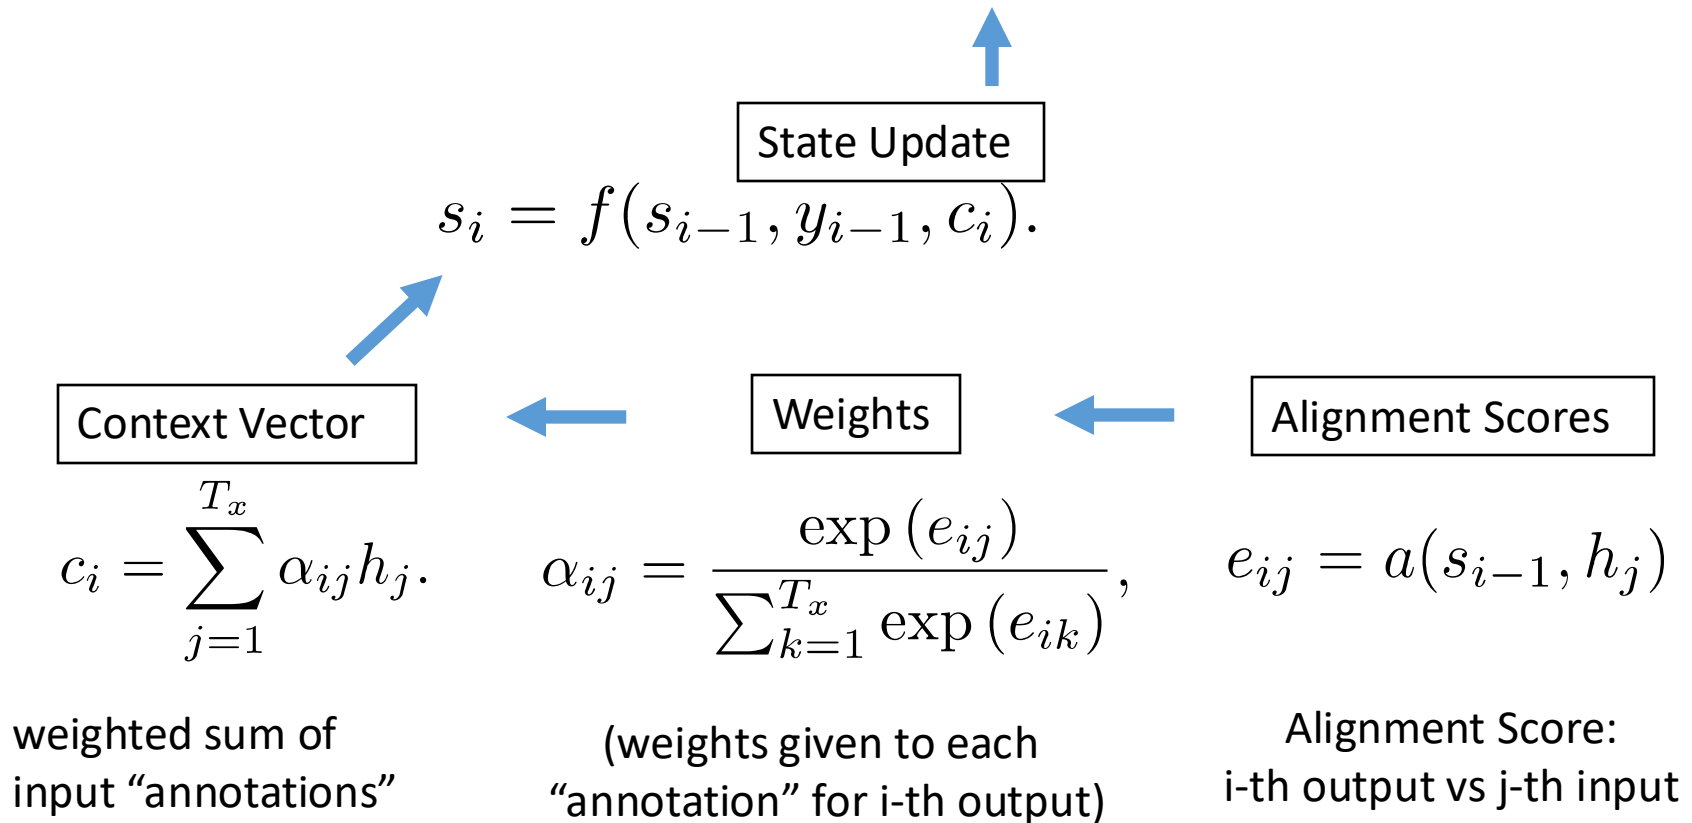 State Update
s_i = f(s_{i-1}, y_{i-1}, c_i).
Context Vector
Weights
Alignment Scores
c_i = \sum_{j=1}^{T_x} α_{ij} h_j.
α_{ij} = \frac{exp (e_{ij})}{\sum_{k=1}^{T_x} exp (e_{ik})},
e_{ij} = a(s_{i-1}, h_j)
weighted sum of
input “annotations”
(weights given to each
“annotation” for i-th output)
Alignment Score:
i-th output vs j-th input